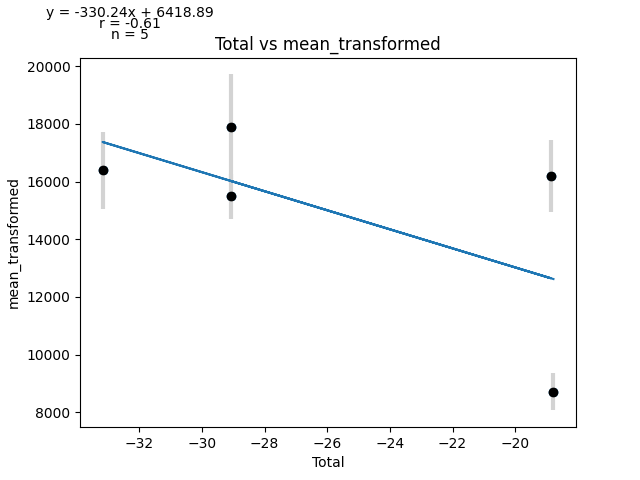 y = -330.24x + 6418.89
r = -0.61
n = 5
Total vs mean_transformed
20000
18000
16000
14000
12000
10000
8000
mean_transformed
−32
−30
−28
−26
−24
−22
−20
Total